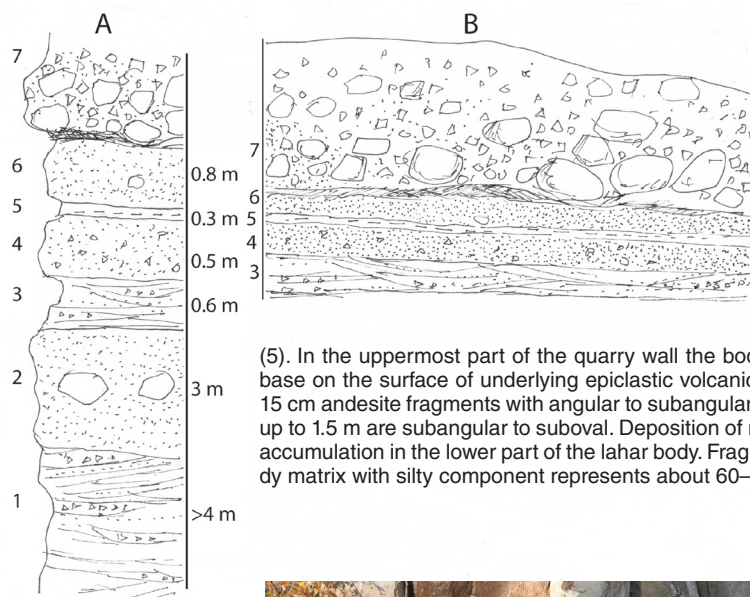 A
B
7
6
0.8 m
5
0.3 m
4
0.5 m
3
0.6 m
2
3 m
1
>4 m
7
6
5
4
3
(5). In the uppermost part of the quarry wall the
base on the surface of underlying epiclastic
15 cm andesite fragments with angular to subangular
up to 1.5 m are subangular to suboval. Deposition of
accumulation in the lower part of the lahar body.
dy matrix with silty component represents about 60–